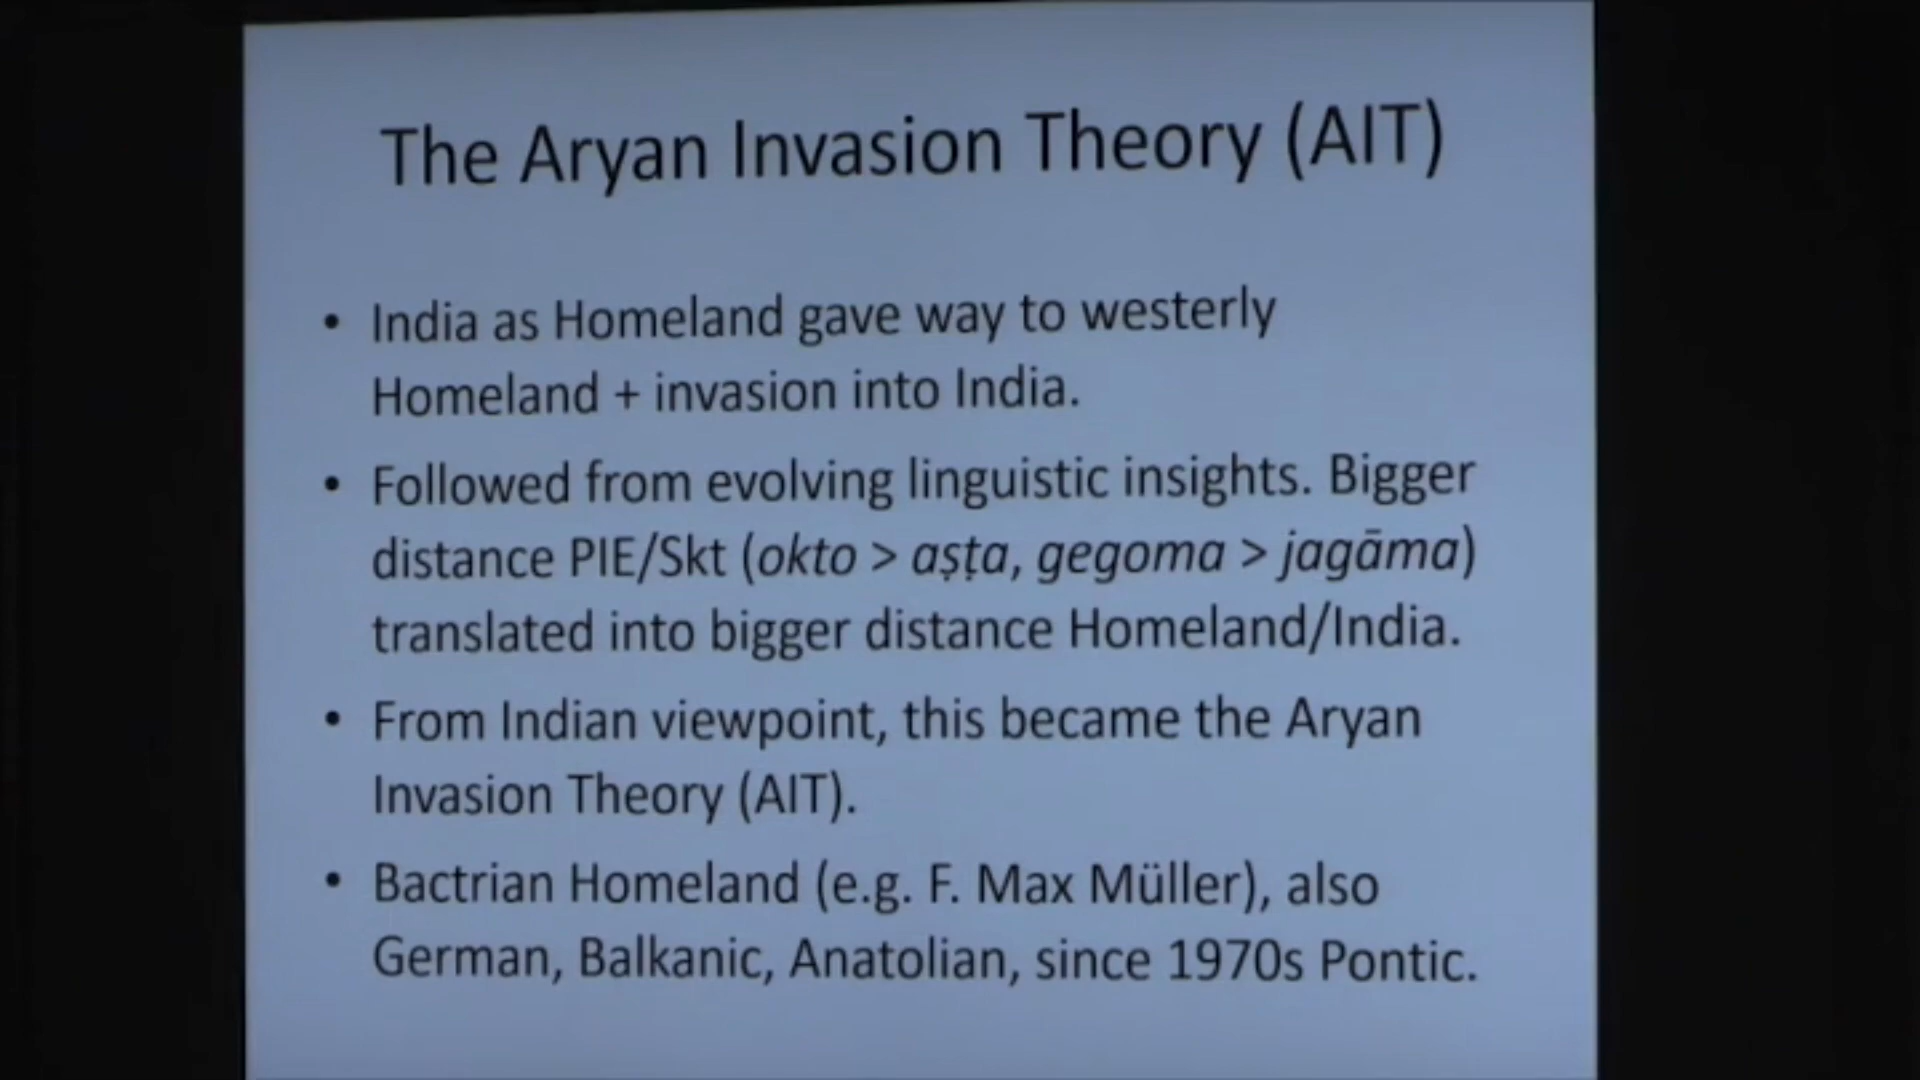 The Aryan Invasion Theory (AIT)
• India as Homeland gave way to westerly
Homeland + invasion into India.
• Followed from evolving linguistic insights. Bigger
distance PIE/Skt (okto > aṣṭa, gegoma > jagāma)
translated into bigger distance Homeland/India.
• From Indian viewpoint, this became the Aryan
Invasion Theory (AIT).
• Bactrian Homeland (e.g. F. Max Müller), also
German, Balkanic, Anatolian, since 1970s Pontic.